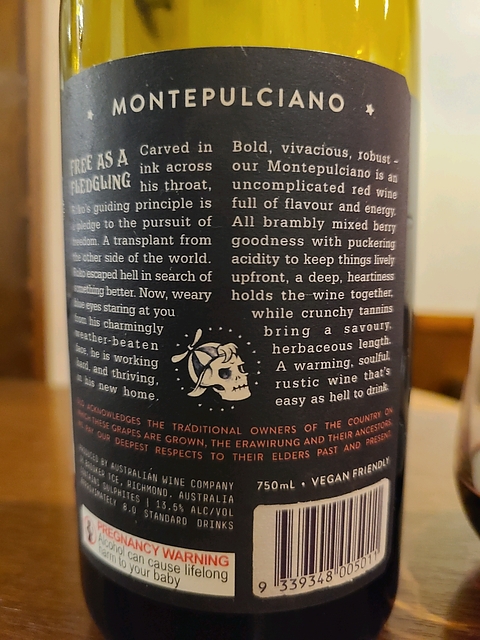 MONTEPULCIANO
FREE AS A
FLEDGLING
Carved in
ink across
his throat,
guiding principle is
pledge to the pursuit of
freedom. A transplant from
the other side of the world.
escaped hell in search of
something better. Now, weary
blue eyes staring at you
from his charmingly
weather-beaten
face, he is working
hard, and thriving,
in his new home.
Bold, vivacious, robust –
our Montepulciano is an
uncomplicated red wine
full of flavour and energy.
All brambly mixed berry
goodness with puckering
acidity to keep things lively
upfront, a deep, heartiness
holds the wine together,
while crunchy tannins
bring a savoury,
herbaceous length.
A warming, soulful,
rustic wine that's
easy as hell to drink.
ACKNOWLEDGES THE TRADITIONAL OWNERS OF THE COUNTRY ON
WHICH THESE GRAPES ARE GROWN, THE ERAWIRUNG AND THEIR ANCESTORS.
WE PAY OUR DEEPEST RESPECTS TO THEIR ELDERS PAST AND PRESENT.
PRODUCED BY AUSTRALIAN WINE COMPANY
PCE, RICHMOND, AUSTRALIA
CONTAINS SULPHITES | 13.5% ALC/VOL
APPROXIMATELY 8.0 STANDARD DRINKS
750mL • VEGAN FRIENDLY
PREGNANCY WARNING
Alcohol can cause lifelong
harm to your baby
9 339348 005011